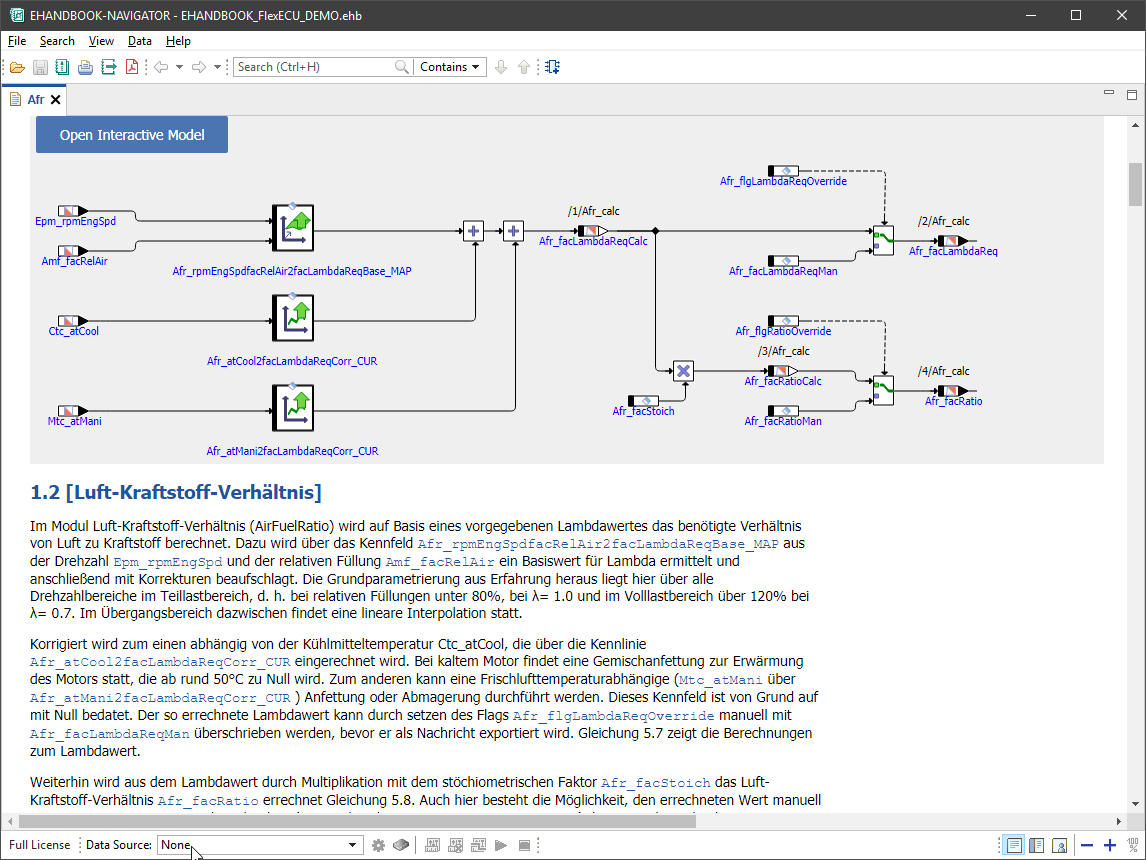 EHANDBOOK-NAVIGATOR - EHANDBOOK_FlexECU_DEMO.ehb
File Search View Data Help
Search (Ctrl+H) Contains
Afr
Open Interactive Model
Afr_flgLambdaReqOverride
Epm_rpmEngSpd
/1/Afr_calc
/2/Afr_calc
Afr_facLambdaReqCalc
Afr_facLambdaReq
Amf_facRelAir
Afr_rpmEngSpdfacRelAir2facLambdaReqBase_MAP
Afr_facLambdaReqMan
Ctc_atCool
Afr_flgRatioOverride
Afr_atCool2facLambdaReqCorr_CUR
/3/Afr_calc
/4/Afr_calc
Afr_facRatioCalc
Afr_facStoich
Afr_facRatio
Mtc_atMani
Afr_facRatioMan
Afr_atMani2facLambdaReqCorr_CUR
1.2 [Luft-Kraftstoff-Verhältnis]
Im Modul Luft-Kraftstoff-Verhältnis (AirFuelRatio) wird auf Basis eines vorgegebenen Lambdawertes das benötigte Verhältnis
von Luft zu Kraftstoff berechnet. Dazu wird über das Kennfeld Afr_rpmEngSpdfacRelAir2facLambdaReqBase_MAP aus
der Drehzahl Epm_rpmEngSpd und der relativen Füllung Amf_facRelAir ein Basiswert für Lambda ermittelt und
anschließend mit Korrekturen beaufschlagt. Die Grundparametrierung aus Erfahrung heraus liegt hier über alle
Drehzahlbereiche im Teillastbereich, d. h. bei relativen Füllungen unter 80%, bei λ= 1.0 und im Volllastbereich über 120% bei
λ= 0.7. Im Übergangsbereich dazwischen findet eine lineare Interpolation statt.
Korrigiert wird zum einen abhängig von der Kühlmitteltemperatur Ctc_atCool, die über die Kennlinie
Afr_atCool2facLambdaReqCorr_CUR eingerechnet wird. Bei kaltem Motor findet eine Gemischanfettung zur Erwärmung
des Motors statt, die ab rund 50°C zu Null wird. Zum anderen kann eine Frischlufttemperaturabhängige (Mtc_atMani über
Afr_atMani2facLambdaReqCorr_CUR ) Anfettung oder Abmagerung durchführt werden. Dieses Kennfeld ist von Grund auf
mit Null bedatet. Der so errechnete Lambdawert kann durch setzen des Flags Afr_flgLambdaReqOverride manuell mit
Afr_facLambdaReqMan überschrieben werden, bevor er als Nachricht exportiert wird. Gleichung 5.7 zeigt die Berechnungen
zum Lambdawert.
Weiterhin wird aus dem Lambdawert durch Multiplikation mit dem stöchiometrischen Faktor Afr_facStoich das Luft-
Kraftstoff-Verhältnis Afr_facRatio errechnet Gleichung 5.8. Auch hier besteht die Möglichkeit, den errechneten Wert manuell
Full License Data Source: None 100 %